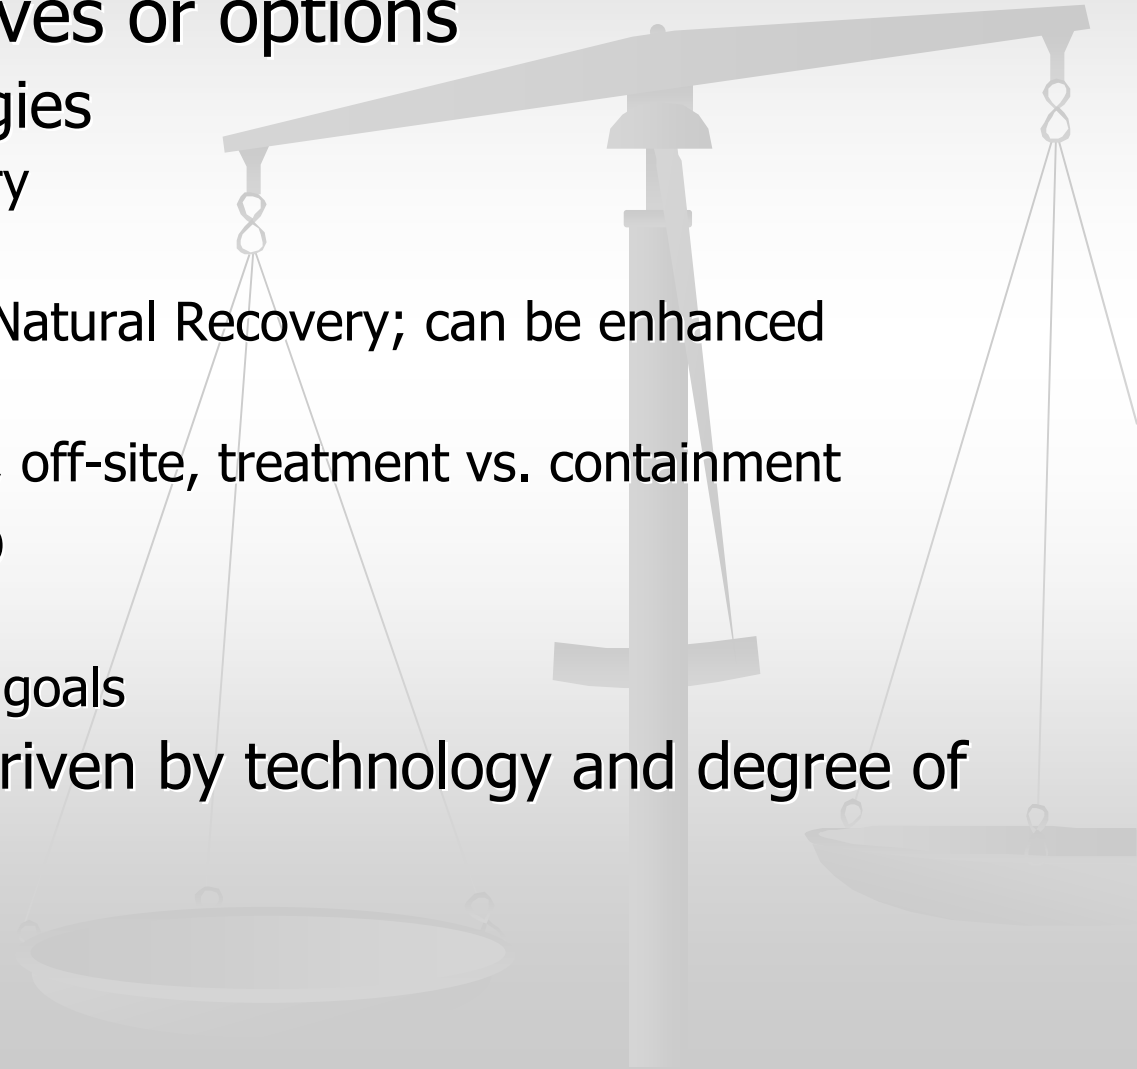 ves or options
gies
ry
Natural Recovery; can be enhanced
off-site, treatment vs. containment
goals
riven by technology and degree of